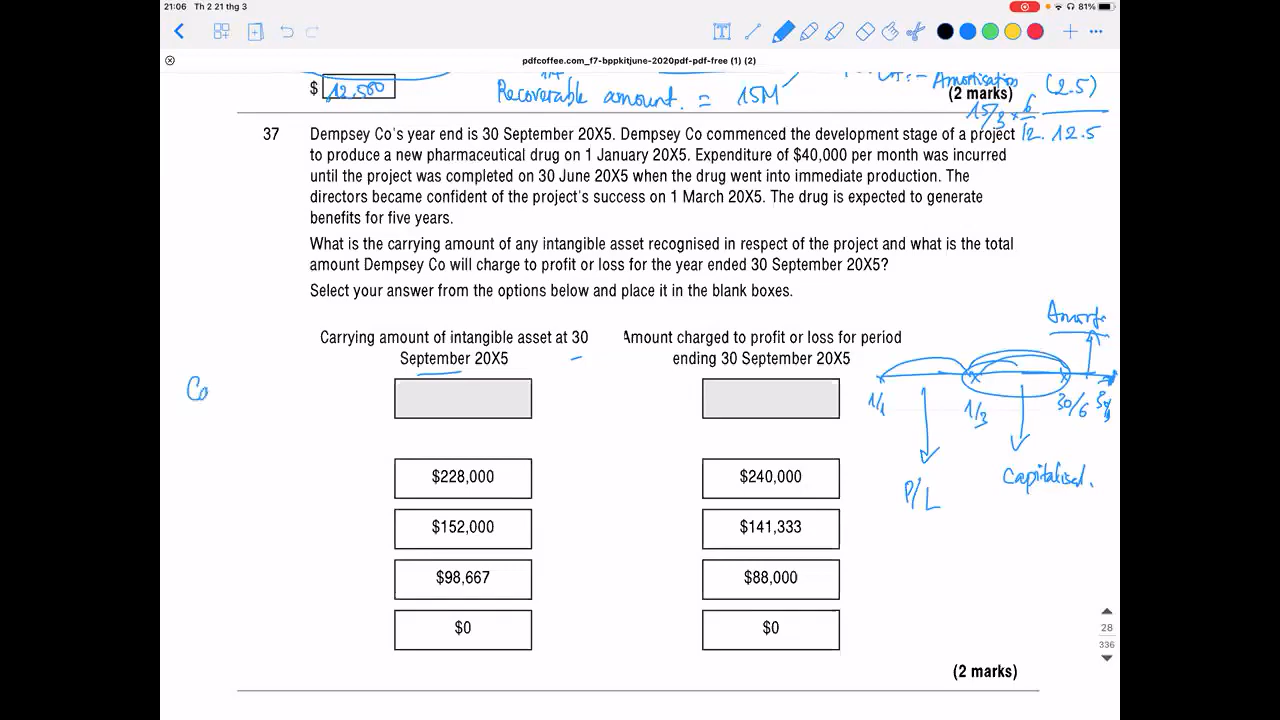 21:06 Th 2 21 thg 3
81%
pdfcoffee.com_f7-bppkitjune-2020pdf-pdf-free (1) (2)
$ 12.500
Recoverable amount. = 15M
Amortisation (2.5)
(2 marks)
15/3 x 6/12. 12.5
37 Dempsey Co's year end is 30 September 20X5. Dempsey Co commenced the development stage of a project
to produce a new pharmaceutical drug on 1 January 20X5. Expenditure of $40,000 per month was incurred
until the project was completed on 30 June 20X5 when the drug went into immediate production. The
directors became confident of the project's success on 1 March 20X5. The drug is expected to generate
benefits for five years.
What is the carrying amount of any intangible asset recognised in respect of the project and what is the total
amount Dempsey Co will charge to profit or loss for the year ended 30 September 20X5?
Select your answer from the options below and place it in the blank boxes.
Carrying amount of intangible asset at 30
September 20X5
Amount charged to profit or loss for period
ending 30 September 20X5
Co
1/1 1/3 30/6
P/L
Capitalised.
$228,000 $240,000
$152,000 $141,333
$98,667 $88,000
$0 $0
28
336
(2 marks)